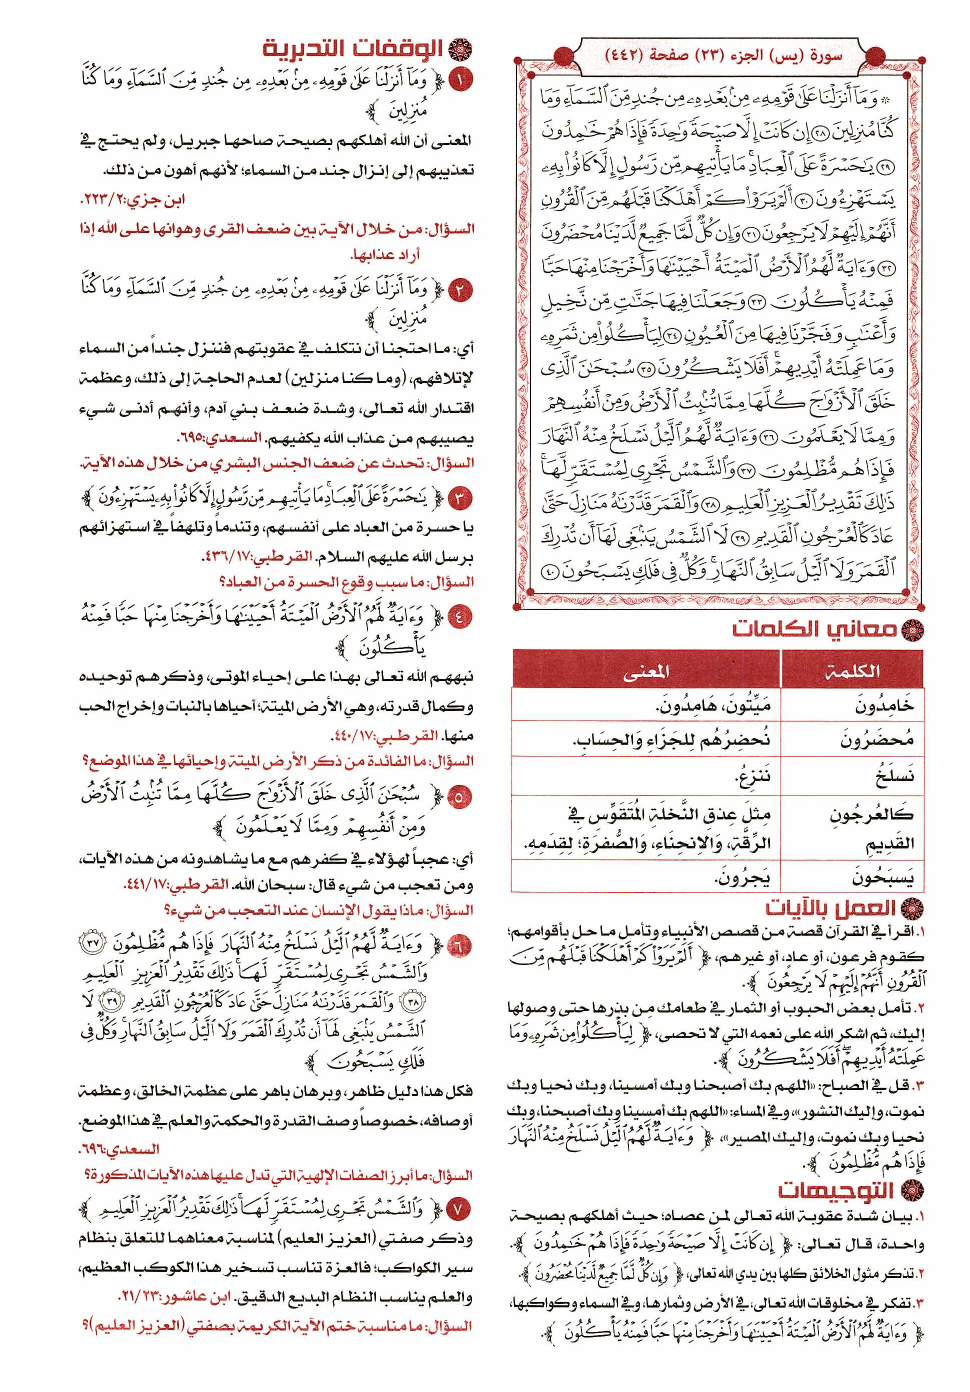 سورة (يس) الجزء (٢٣) صفحة (٤٤٢)
۞ وَمَآ أَنزَلْنَا عَلَىٰ قَوْمِهِۦ مِنۢ بَعْدِهِۦ مِن جُندٍ مِّنَ ٱلسَّمَآءِ وَمَا
كُنَّا مُنزِلِينَ ٢٨ إِن كَانَتْ إِلَّا صَيْحَةً وَٰحِدَةً فَإِذَا هُمْ خَـٰمِدُونَ
٢٩ يَـٰحَسْرَةً عَلَى ٱلْعِبَادِ ۚ مَا يَأْتِيهِم مِّن رَّسُولٍ إِلَّا كَانُوا۟ بِهِۦ
يَسْتَهْزِءُونَ ٣٠ أَلَمْ يَرَوْا۟ كَمْ أَهْلَكْنَا قَبْلَهُم مِّنَ ٱلْقُرُونِ
أَنَّهُمْ إِلَيْهِمْ لَا يَرْجِعُونَ ٣١ وَإِن كُلٌّ لَّمَّا جَمِيعٌ لَّدَيْنَا مُحْضَرُونَ
٣٢ وَءَايَةٌ لَّهُمُ ٱلْأَرْضُ ٱلْمَيْتَةُ أَحْيَيْنَـٰهَا وَأَخْرَجْنَا مِنْهَا حَبًّا
فَمِنْهُ يَأْكُلُونَ ٣٣ وَجَعَلْنَا فِيهَا جَنَّـٰتٍ مِّن نَّخِيلٍ
وَأَعْنَـٰبٍ وَفَجَّرْنَا فِيهَا مِنَ ٱلْعُيُونِ ٣٤ لِيَأْكُلُوا۟ مِن ثَمَرِهِۦ
وَمَا عَمِلَتْهُ أَيْدِيهِمْ ۖ أَفَلَا يَشْكُرُونَ ٣٥ سُبْحَـٰنَ ٱلَّذِى
خَلَقَ ٱلْأَزْوَٰجَ كُلَّهَا مِمَّا تُنۢبِتُ ٱلْأَرْضُ وَمِنْ أَنفُسِهِمْ
وَمِمَّا لَا يَعْلَمُونَ ٣٦ وَءَايَةٌ لَّهُمُ ٱلَّيْلُ نَسْلَخُ مِنْهُ ٱلنَّهَارَ
فَإِذَا هُم مُّظْلِمُونَ ٣٧ وَٱلشَّمْسُ تَجْرِى لِمُسْتَقَرٍّ لَّهَا ۚ
ذَٰلِكَ تَقْدِيرُ ٱلْعَزِيزِ ٱلْعَلِيمِ ٣٨ وَٱلْقَمَرَ قَدَّرْنَـٰهُ مَنَازِلَ حَتَّىٰ
عَادَ كَٱلْعُرْجُونِ ٱلْقَدِيمِ ٣٩ لَا ٱلشَّمْسُ يَنۢبَغِى لَهَآ أَن تُدْرِكَ
ٱلْقَمَرَ وَلَا ٱلَّيْلُ سَابِقُ ٱلنَّهَارِ ۚ وَكُلٌّ فِى فَلَكٍ يَسْبَحُونَ ٤٠
معاني الكلمات
الكلمة المعنى
خَامِدُونَ مَيِّتُونَ، هَامِدُونَ.
مُحضَرُونَ نُحضِرُهُم لِلجَزَاءِ وَالحِسَابِ.
نَسلَخُ نَنزِعُ.
كَالعُرجُونِ القَدِيمِ مِثلَ عِذقِ النَّخلَةِ المُتَقَوِّسِ فِي
الرِّقَّةِ، وَالِانحِنَاءِ، وَالصُّفرَةِ؛ لِقِدَمِهِ.
يَسبَحُونَ يَجرُونَ.
العمل بالآيات
١. اقرأ في القرآن قصة من قصص الأنبياء وتأمل ما حل بأقوامهم؛
كقوم فرعون، أو عاد، أو غيرهم، ﴿ أَلَمْ يَرَوْا۟ كَمْ أَهْلَكْنَا قَبْلَهُم مِّنَ
ٱلْقُرُونِ أَنَّهُمْ إِلَيْهِمْ لَا يَرْجِعُونَ ﴾.
٢. تأمل بعض الحبوب أو الثمار في طعامك من بذرها حتى وصولها
إليك، ثم اشكر الله على نعمه التي لا تحصى، ﴿ لِيَأْكُلُوا۟ مِن ثَمَرِهِۦ وَمَا
عَمِلَتْهُ أَيْدِيهِمْ ۖ أَفَلَا يَشْكُرُونَ ﴾.
٣. قل في الصباح: «اللهم بك أصبحنا وبك أمسينا، وبك نحيا وبك
نموت، وإليك النشور»، وفي المساء: «اللهم بك أمسينا وبك أصبحنا، وبك
نحيا وبك نموت، وإليك المصير»، ﴿ وَءَايَةٌ لَّهُمُ ٱلَّيْلُ نَسْلَخُ مِنْهُ ٱلنَّهَارَ
فَإِذَا هُم مُّظْلِمُونَ ﴾.
التوجيهات
١. بيان شدة عقوبة الله تعالى لمن عصاه؛ حيث أهلكهم بصيحة
واحدة، قال تعالى: ﴿ إِن كَانَتْ إِلَّا صَيْحَةً وَٰحِدَةً فَإِذَا هُمْ خَـٰمِدُونَ ﴾.
٢. تذكر مثول الخلائق كلها بين يدي الله تعالى، ﴿ وَإِن كُلٌّ لَّمَّا جَمِيعٌ لَّدَيْنَا مُحْضَرُونَ ﴾.
٣. تفكر في مخلوقات الله تعالى، في الأرض وثمارها، وفي السماء وكواكبها،
﴿ وَءَايَةٌ لَّهُمُ ٱلْأَرْضُ ٱلْمَيْتَةُ أَحْيَيْنَـٰهَا وَأَخْرَجْنَا مِنْهَا حَبًّا فَمِنْهُ يَأْكُلُونَ ﴾.
الوقفات التدبرية
١ ﴿ وَمَآ أَنزَلْنَا عَلَىٰ قَوْمِهِۦ مِنۢ بَعْدِهِۦ مِن جُندٍ مِّنَ ٱلسَّمَآءِ وَمَا كُنَّا
مُنزِلِينَ ﴾
المعنى أن الله أهلكهم بصيحة صاحها جبريل، ولم يحتج في
تعذيبهم إلى إنزال جند من السماء؛ لأنهم أهون من ذلك.
ابن جزي:٢٢٣/٢.
السؤال: من خلال الآية بين ضعف القرى وهوانها على الله إذا
أراد عذابها.
٢ ﴿ وَمَآ أَنزَلْنَا عَلَىٰ قَوْمِهِۦ مِنۢ بَعْدِهِۦ مِن جُندٍ مِّنَ ٱلسَّمَآءِ وَمَا كُنَّا
مُنزِلِينَ ﴾
أي: ما احتجنا أن نتكلف في عقوبتهم فننزل جنداً من السماء
لإتلافهم، (وما كنا منزلين) لعدم الحاجة إلى ذلك، وعظمة
اقتدار الله تعالى، وشدة ضعف بني آدم، وأنهم أدنى شيء
يصيبهم من عذاب الله يكفيهم. السعدي:٦٩٥.
السؤال: تحدث عن ضعف الجنس البشري من خلال هذه الآية.
٣ ﴿ يَـٰحَسْرَةً عَلَى ٱلْعِبَادِ ۚ مَا يَأْتِيهِم مِّن رَّسُولٍ إِلَّا كَانُوا۟ بِهِۦ يَسْتَهْزِءُونَ ﴾
يا حسرة من العباد على أنفسهم، وتندماً وتلهفاً في استهزائهم
برسل الله عليهم السلام. القرطبي:٤٣٦/١٧.
السؤال: ما سبب وقوع الحسرة من العباد؟
٤ ﴿ وَءَايَةٌ لَّهُمُ ٱلْأَرْضُ ٱلْمَيْتَةُ أَحْيَيْنَـٰهَا وَأَخْرَجْنَا مِنْهَا حَبًّا فَمِنْهُ
يَأْكُلُونَ ﴾
نبههم الله تعالى بهذا على إحياء الموتى، وذكرهم توحيده
وكمال قدرته، وهي الأرض الميتة؛ أحياها بالنبات وإخراج الحب
منها. القرطبي:٤٤٠/١٧.
السؤال: ما الفائدة من ذكر الأرض الميتة وإحيائها في هذا الموضع؟
٥ ﴿ سُبْحَـٰنَ ٱلَّذِى خَلَقَ ٱلْأَزْوَٰجَ كُلَّهَا مِمَّا تُنۢبِتُ ٱلْأَرْضُ
وَمِنْ أَنفُسِهِمْ وَمِمَّا لَا يَعْلَمُونَ ﴾
أي: عجباً لهؤلاء في كفرهم مع ما يشاهدونه من هذه الآيات،
ومن تعجب من شيء قال: سبحان الله. القرطبي:٤٤١/١٧.
السؤال: ماذا يقول الإنسان عند التعجب من شيء؟
٦ ﴿ وَءَايَةٌ لَّهُمُ ٱلَّيْلُ نَسْلَخُ مِنْهُ ٱلنَّهَارَ فَإِذَا هُم مُّظْلِمُونَ ٣٧
وَٱلشَّمْسُ تَجْرِى لِمُسْتَقَرٍّ لَّهَا ۚ ذَٰلِكَ تَقْدِيرُ ٱلْعَزِيزِ ٱلْعَلِيمِ
٣٨ وَٱلْقَمَرَ قَدَّرْنَـٰهُ مَنَازِلَ حَتَّىٰ عَادَ كَٱلْعُرْجُونِ ٱلْقَدِيمِ ٣٩ لَا
ٱلشَّمْسُ يَنۢبَغِى لَهَآ أَن تُدْرِكَ ٱلْقَمَرَ وَلَا ٱلَّيْلُ سَابِقُ ٱلنَّهَارِ ۚ وَكُلٌّ فِى
فَلَكٍ يَسْبَحُونَ ﴾
فكل هذا دليل ظاهر، وبرهان باهر على عظمة الخالق، وعظمة
أوصافه، خصوصاً وصف القدرة والحكمة والعلم في هذا الموضع.
السعدي:٦٩٦.
السؤال: ما أبرز الصفات الإلهية التي تدل عليها هذه الآيات المذكورة؟
٧ ﴿ وَٱلشَّمْسُ تَجْرِى لِمُسْتَقَرٍّ لَّهَا ۚ ذَٰلِكَ تَقْدِيرُ ٱلْعَزِيزِ ٱلْعَلِيمِ ﴾
وذكر صفتي (العزيز العليم) لمناسبة معناهما للتعلق بنظام
سير الكواكب؛ فالعزة تناسب تسخير هذا الكوكب العظيم،
والعلم يناسب النظام البديع الدقيق. ابن عاشور:٢١/٢٣.
السؤال: ما مناسبة ختم الآية الكريمة بصفتي (العزيز العليم)؟